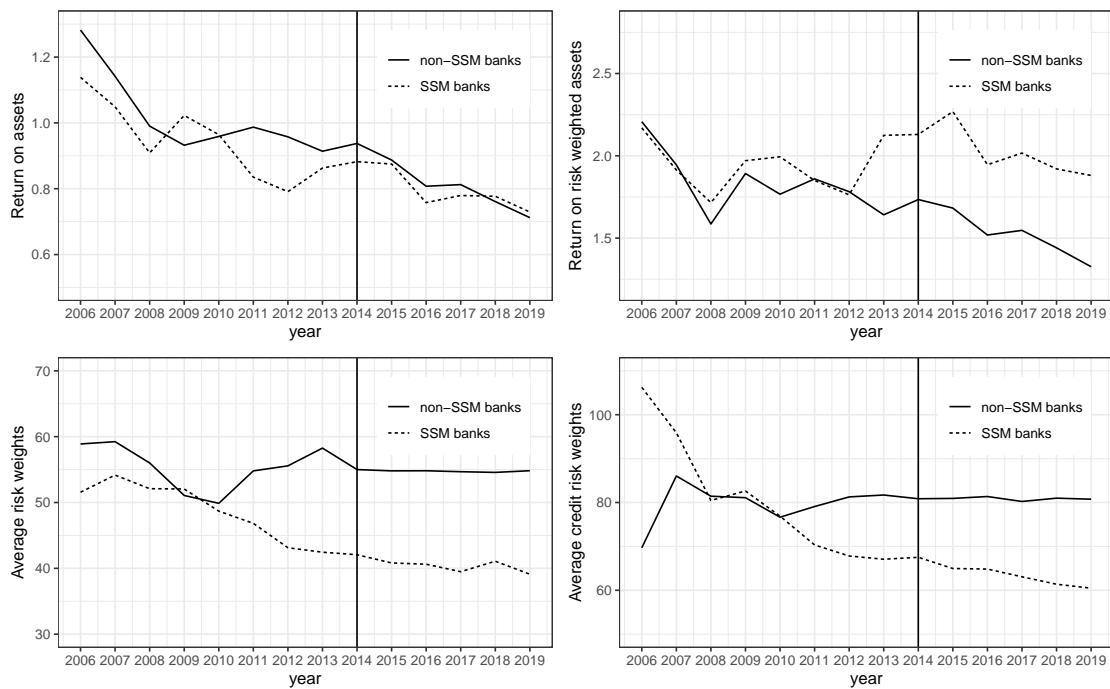 Return on assets
1.2
1.0
0.8
0.6
non−SSM banks
SSM banks
2006 2007 2008 2009 2010 2011 2012 2013 2014 2015 2016 2017 2018 2019
year
Return on risk weighted assets
2.5
2.0
1.5
non−SSM banks
SSM banks
2006 2007 2008 2009 2010 2011 2012 2013 2014 2015 2016 2017 2018 2019
year
Average risk weights
70
60
50
40
30
non−SSM banks
SSM banks
2006 2007 2008 2009 2010 2011 2012 2013 2014 2015 2016 2017 2018 2019
year
Average credit risk weights
100
80
60
non−SSM banks
SSM banks
2006 2007 2008 2009 2010 2011 2012 2013 2014 2015 2016 2017 2018 2019
year